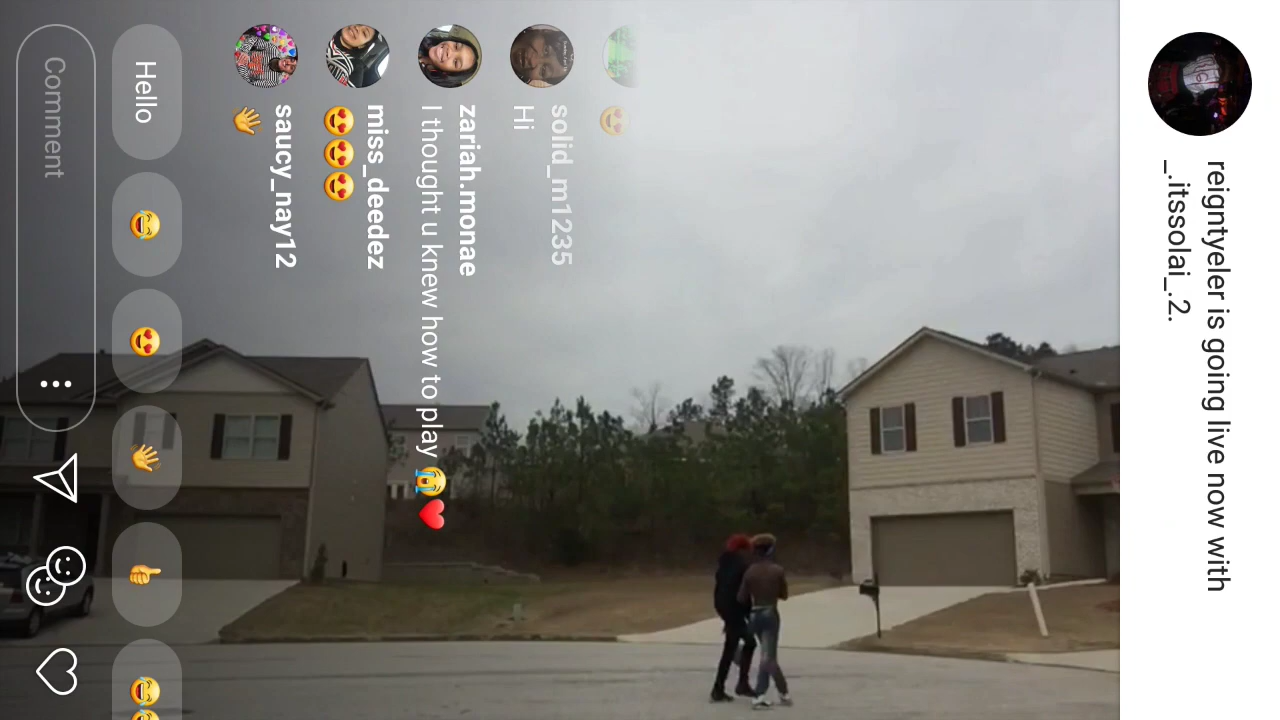 reigntyeler is going live now with
_.itssolai_.2.
😍
solid_m1235
Hi
zariah.monae
I thought u knew how to play 😭❤️
miss_deedez
😍😍😍
saucy_nay12
👋
Hello 😂 😍 👋 👍 😂
Comment